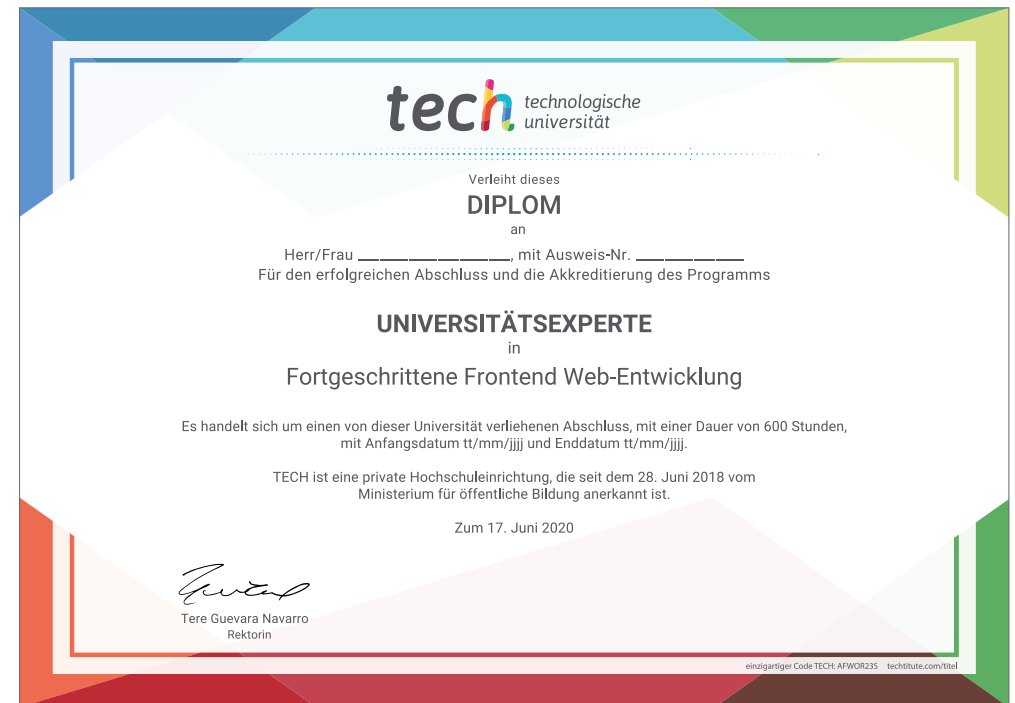 tech technologische
universität
Verleiht dieses
DIPLOM
an
Herr/Frau ____________________, mit Ausweis-Nr. ______________
Für den erfolgreichen Abschluss und die Akkreditierung des Programms
UNIVERSITÄTSEXPERTE
in
Fortgeschrittene Frontend Web-Entwicklung
Es handelt sich um einen von dieser Universität verliehenen Abschluss, mit einer Dauer von 600 Stunden,
mit Anfangsdatum tt/mm/jjjj und Enddatum tt/mm/jjjj.
TECH ist eine private Hochschuleinrichtung, die seit dem 28. Juni 2018 vom
Ministerium für öffentliche Bildung anerkannt ist.
Zum 17. Juni 2020
Tere Guevara Navarro
Rektorin
einzigartiger Code TECH: AFWOR23S techtitute.com/titel